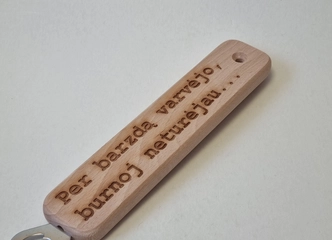 Per barzdą varvėjo,
burnoj neturėjau...